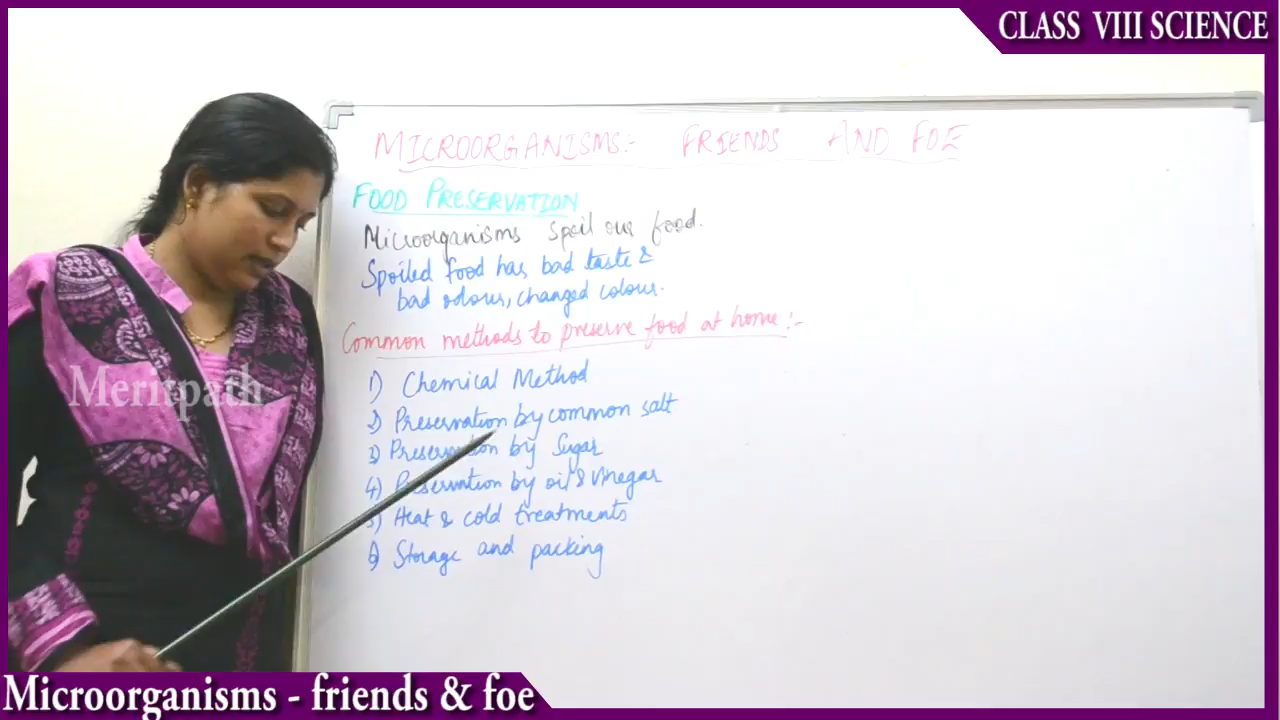 CLASS VIII SCIENCE
MICROORGANISMS:- FRIENDS AND FOE
FOOD PRESERVATION
Microorganisms spoil our food.
Spoiled food has bad taste &
bad odour, changed colour.
Common methods to preserve food at home:-
1) Chemical Method
2) Preservation by common salt
3) Preservation by Sugar
4) Preservation by oil & Vinegar
5) Heat & cold treatments
6) Storage and packing
Meritpath
Microorganisms - friends & foe